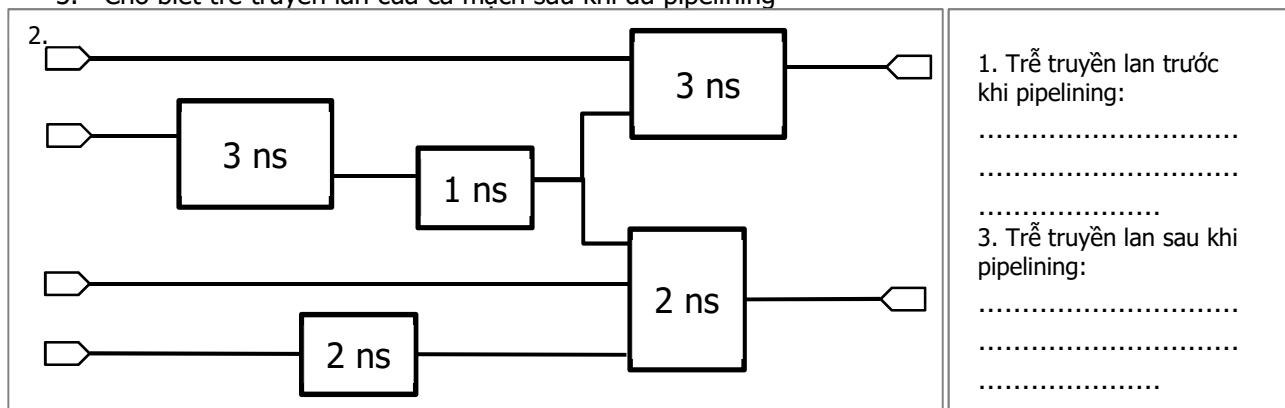 3. Cho biết trễ truyền lan của cả mạch sau khi đã pipelining
2.
3 ns
3 ns
1 ns
2 ns
2 ns
1. Trễ truyền lan trước
khi pipelining:
..............................
..............................
.....................
3. Trễ truyền lan sau khi
pipelining:
..............................
..............................
.....................